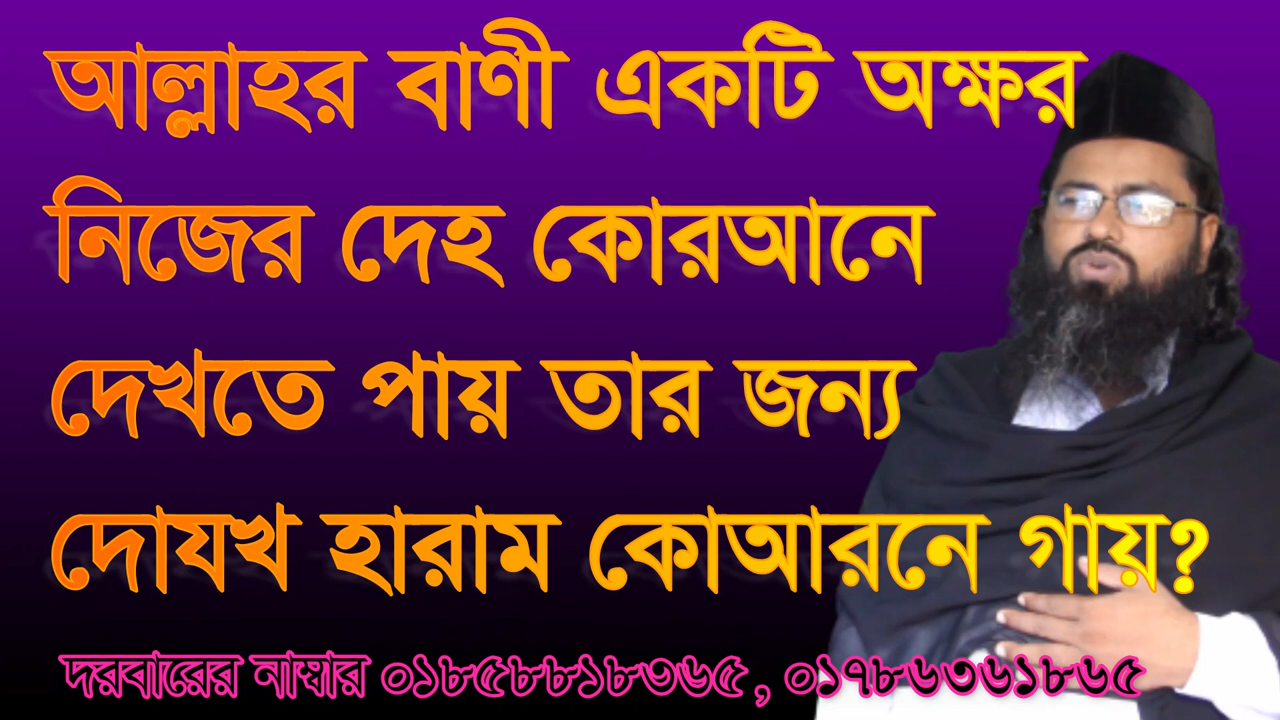 আল্লাহর বাণী একটি অক্ষর
নিজের দেহ কোরআনে
দেখতে পায় তার জন্য
দোযখ হারাম কোআরনে গায়?
দরবারের নাম্বার ০১৮৫৮৮১৮৩৬৫, ০১৭৮৬৩৬১৮৬৫